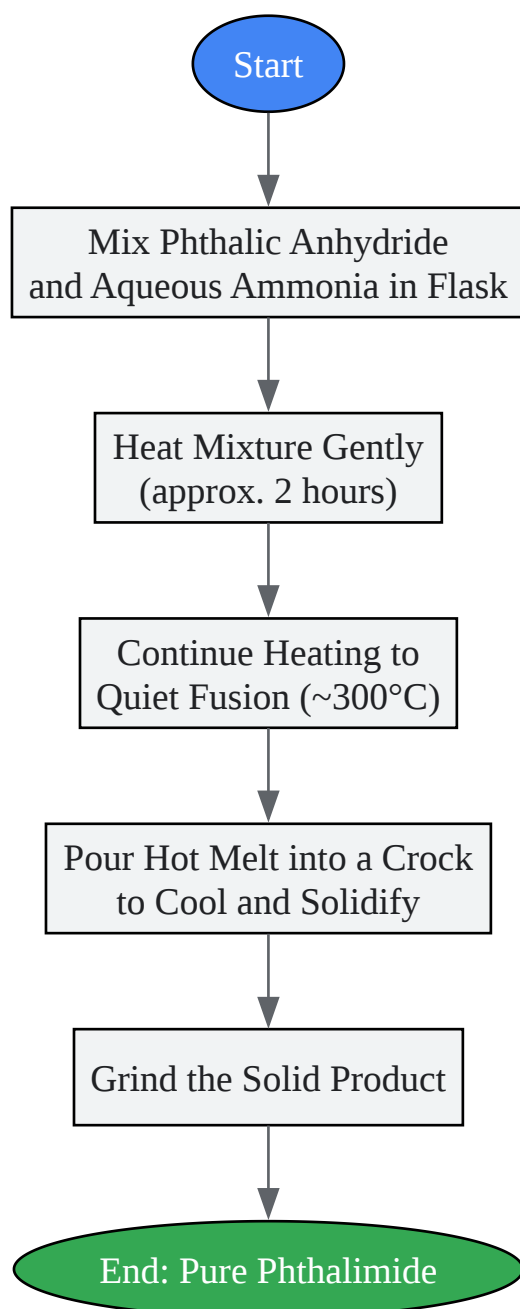 Start
Mix Phthalic Anhydride
and Aqueous Ammonia in Flask
Heat Mixture Gently
(approx. 2 hours)
Continue Heating to
Quiet Fusion (~300°C)
Pour Hot Melt into a Crock
to Cool and Solidify
Grind the Solid Product
End: Pure Phthalimide